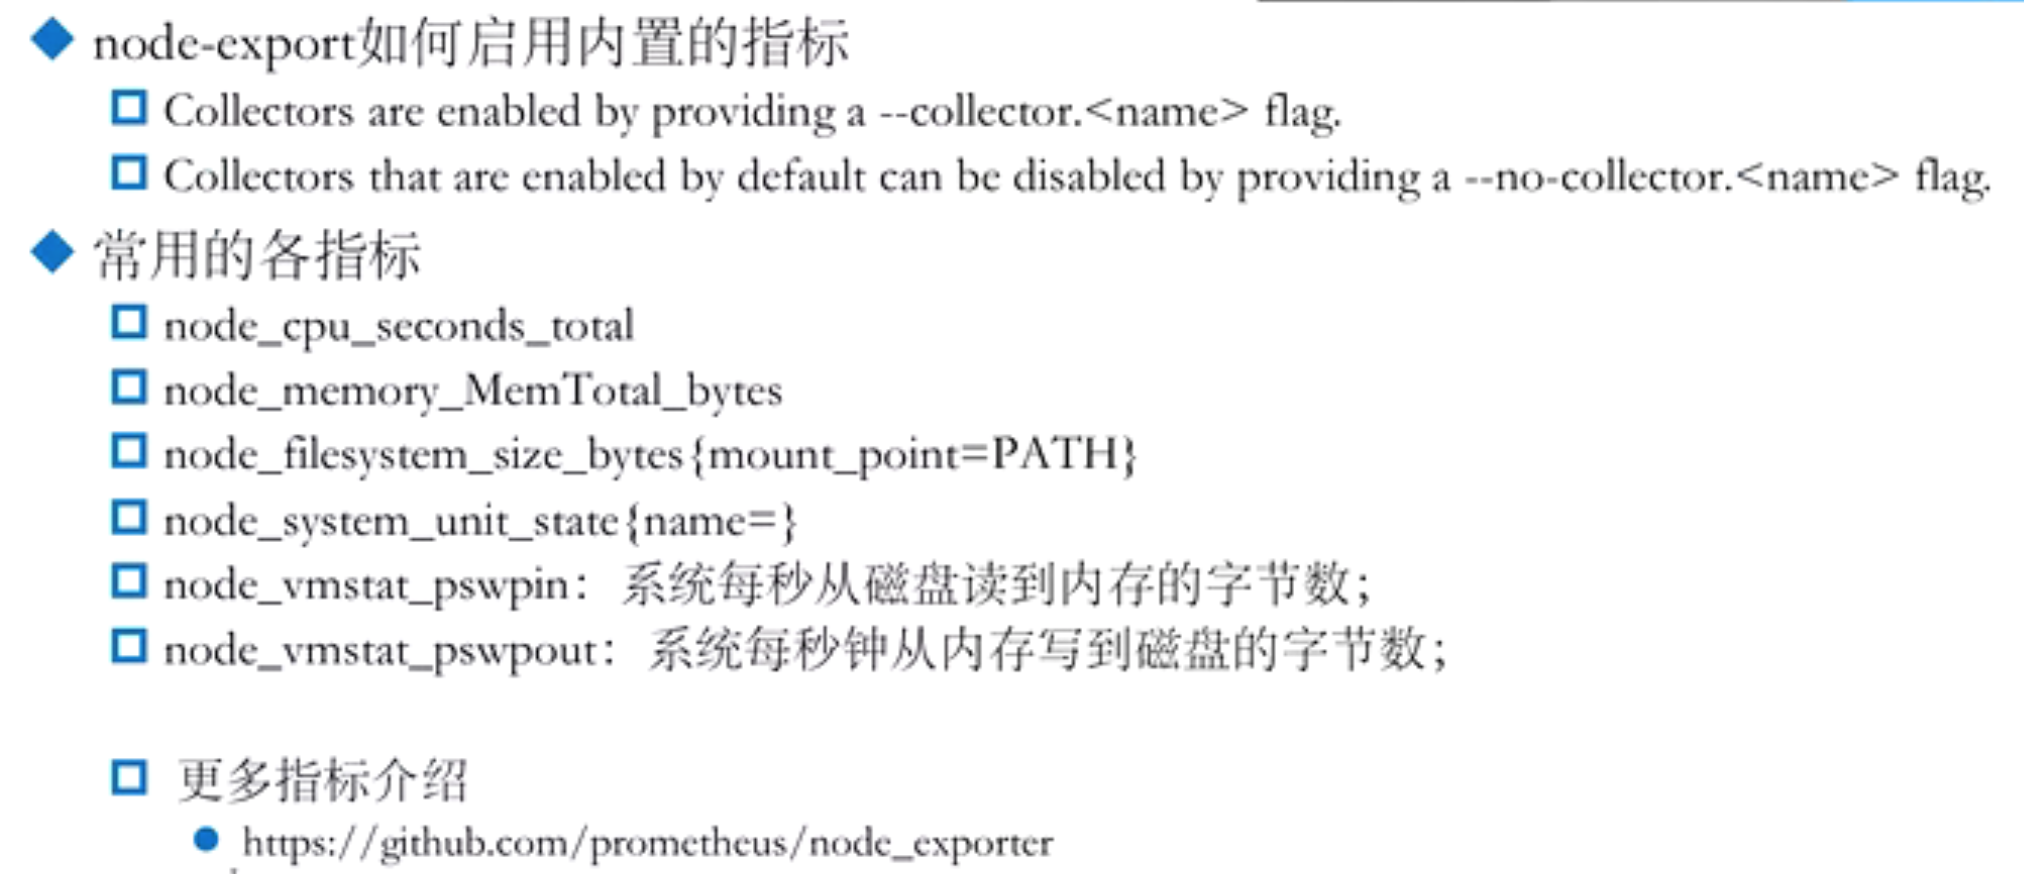 node-export如何启用内置的指标
Collectors are enabled by providing a --collector.<name> flag.
Collectors that are enabled by default can be disabled by providing a --no-collector.<name> flag.
常用的各指标
node_cpu_seconds_total
node_memory_MemTotal_bytes
node_filesystem_size_bytes{mount_point=PATH}
node_system_unit_state{name=}
node_vmstat_pswpin：系统每秒从磁盘读到内存的字节数；
node_vmstat_pswpout：系统每秒钟从内存写到磁盘的字节数；
更多指标介绍
https://github.com/prometheus/node_exporter